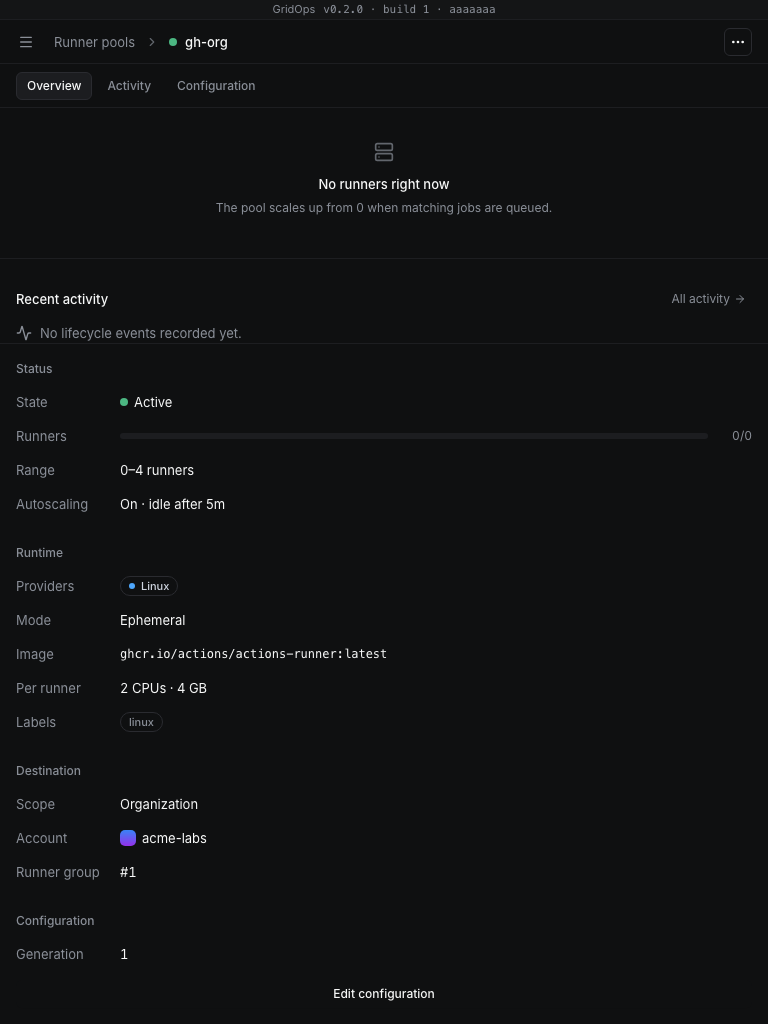 GridOps v0.2.0 · build 1 · aaaaaaa
Runner pools gh-org
Overview Activity Configuration
No runners right now
The pool scales up from 0 when matching jobs are queued.
Recent activity All activity →
No lifecycle events recorded yet.
Status
State Active
Runners 0/0
Range 0–4 runners
Autoscaling On · idle after 5m
Runtime
Providers Linux
Mode Ephemeral
Image ghcr.io/actions/actions-runner:latest
Per runner 2 CPUs · 4 GB
Labels linux
Destination
Scope Organization
Account acme-labs
Runner group #1
Configuration
Generation 1
Edit configuration